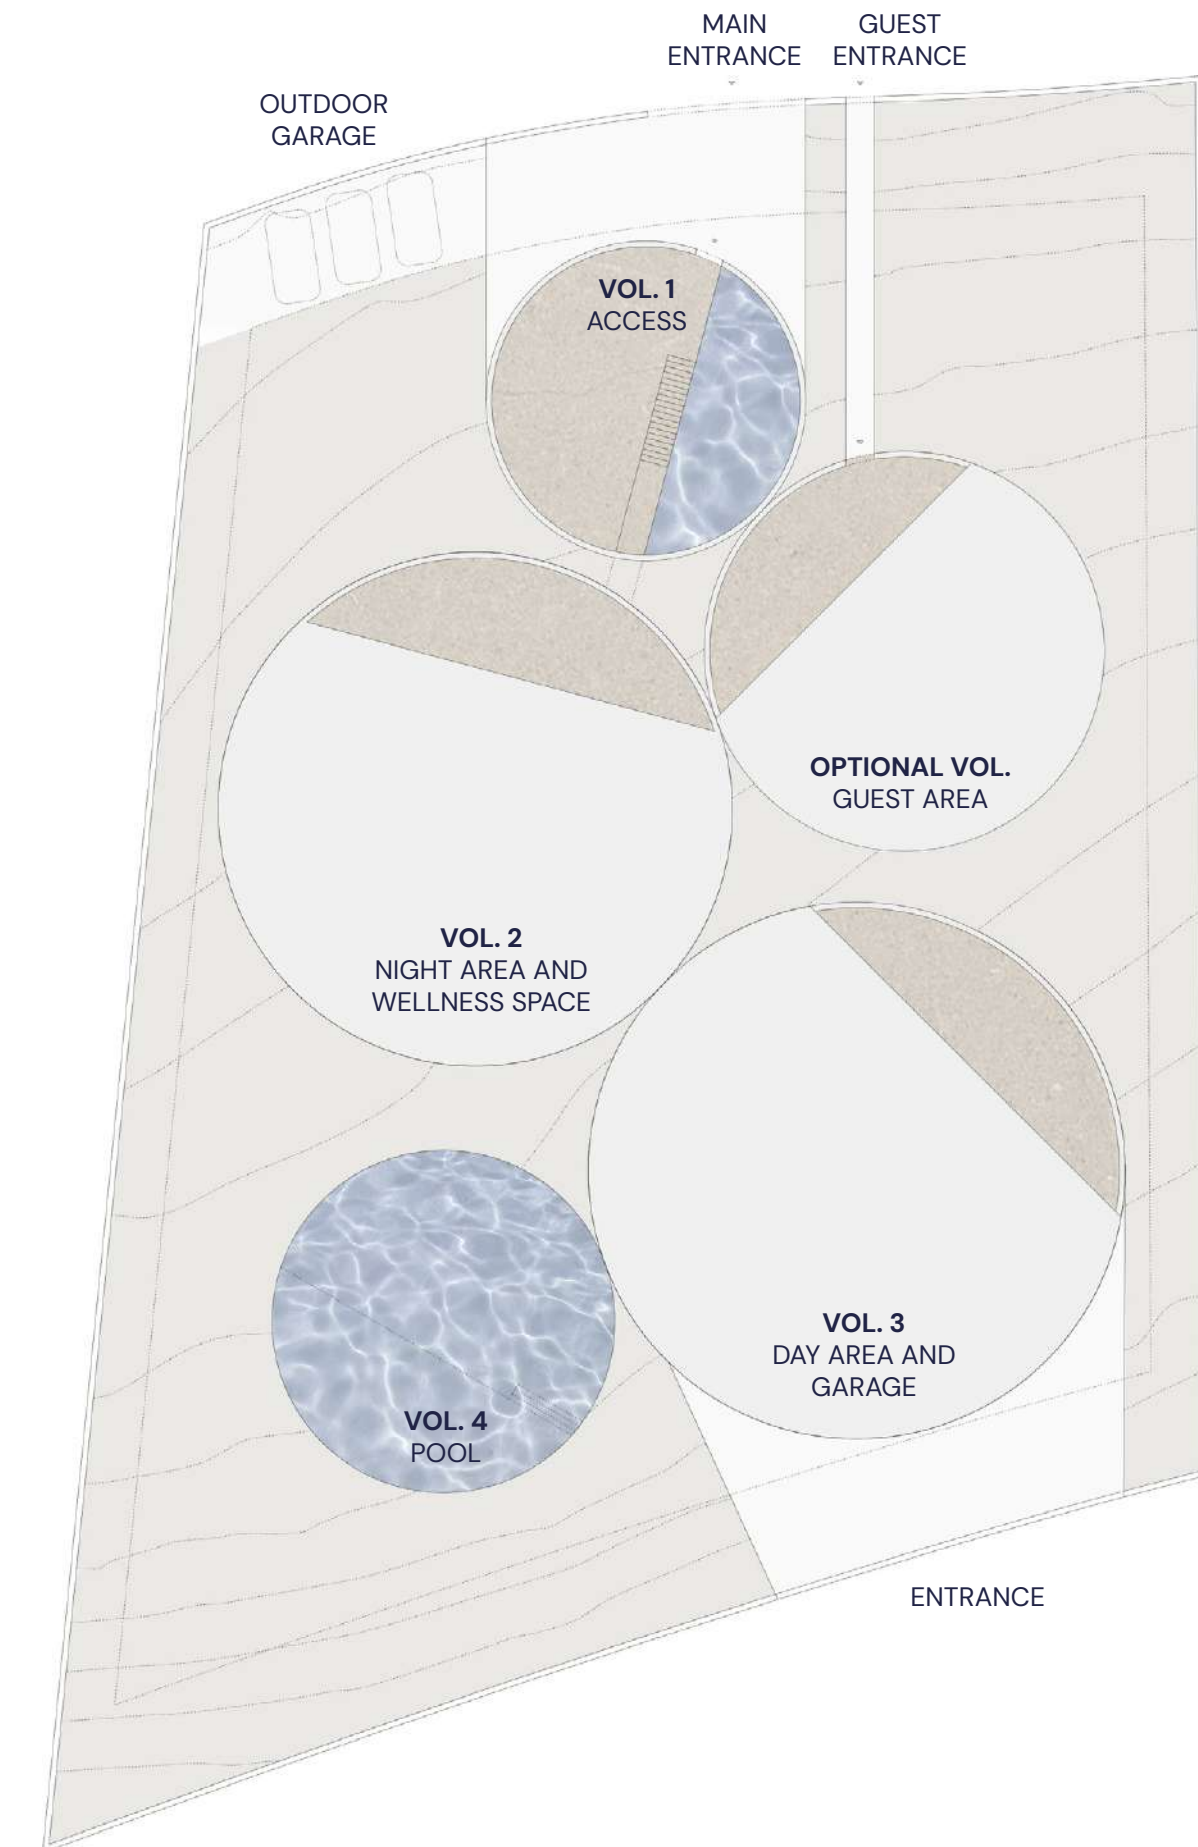 MAIN
ENTRANCE
GUEST
ENTRANCE
OUTDOOR
GARAGE
VOL. 1
ACCESS
OPTIONAL VOL.
GUEST AREA
VOL. 2
NIGHT AREA AND
WELLNESS SPACE
VOL. 3
DAY AREA AND
GARAGE
VOL. 4
POOL
ENTRANCE